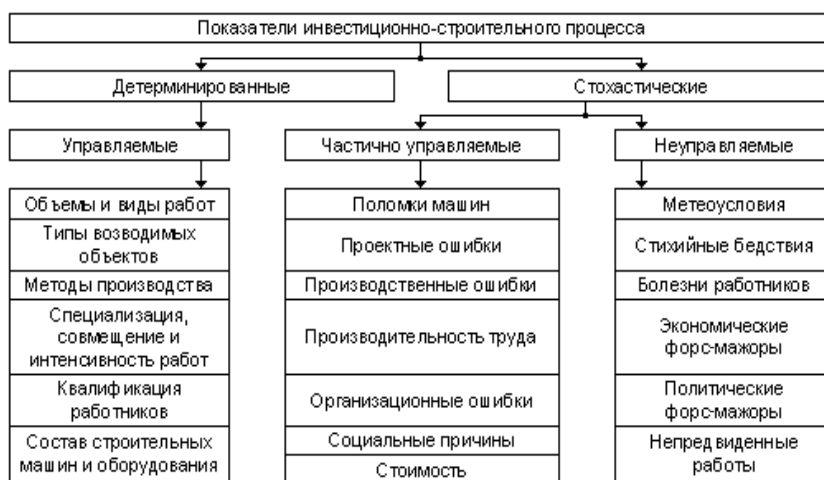 Показатели инвестиционно-строительного процесса
Детерминированные
Стохастические
Управляемые
Частично управляемые
Неуправляемые
Объемы и виды работ
Типы возводимых
объектов
Методы производства
Специализация,
совмещение и
интенсивность работ
Квалификация
работников
Состав строительных
машин и оборудования
Поломки машин
Проектные ошибки
Производственные ошибки
Производительность труда
Организационные ошибки
Социальные причины
Стоимость
Метеоусловия
Стихийные бедствия
Болезни работников
Экономические
форс-мажоры
Политические
форс-мажоры
Непредвиденные
работы